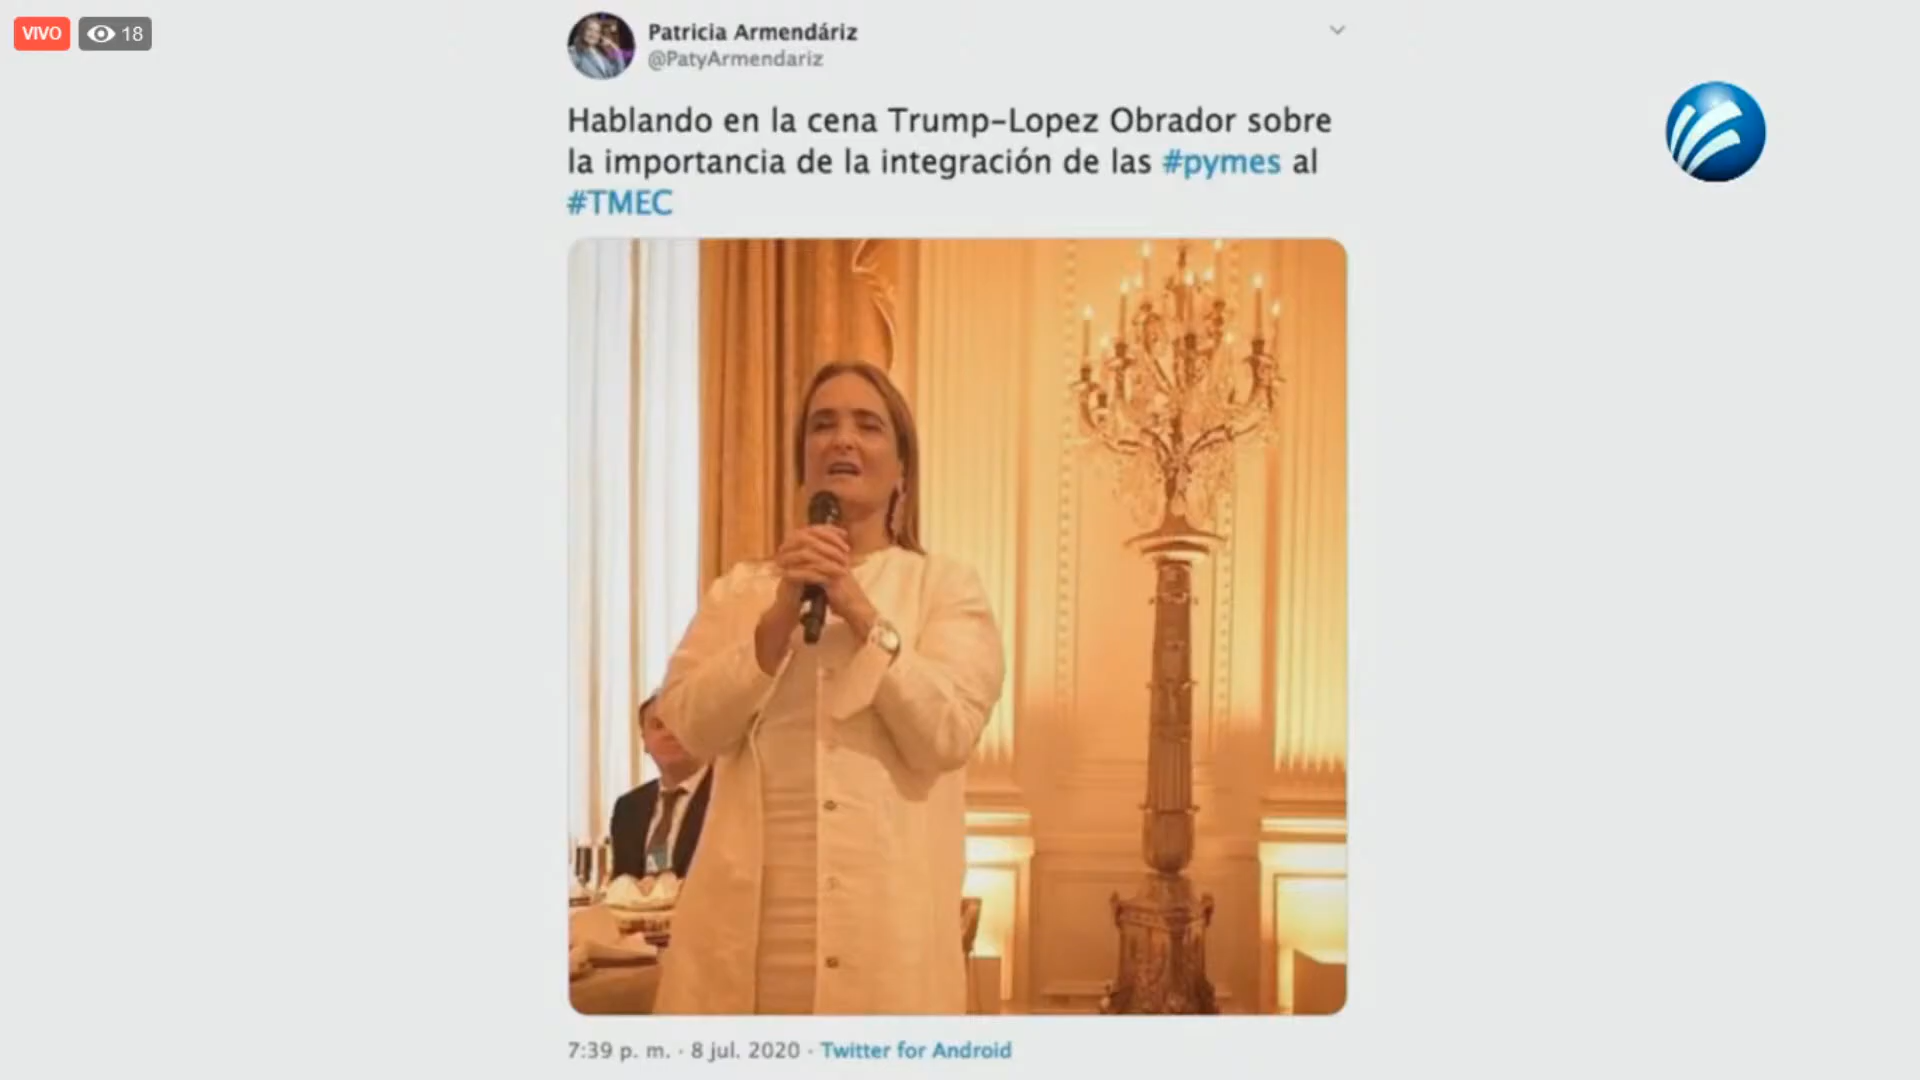 VIVO 18
Patricia Armendáriz
@PatyArmendariz
Hablando en la cena Trump-Lopez Obrador sobre
la importancia de la integración de las #pymes al
#TMEC
7:39 p. m. · 8 jul. 2020 · Twitter for Android